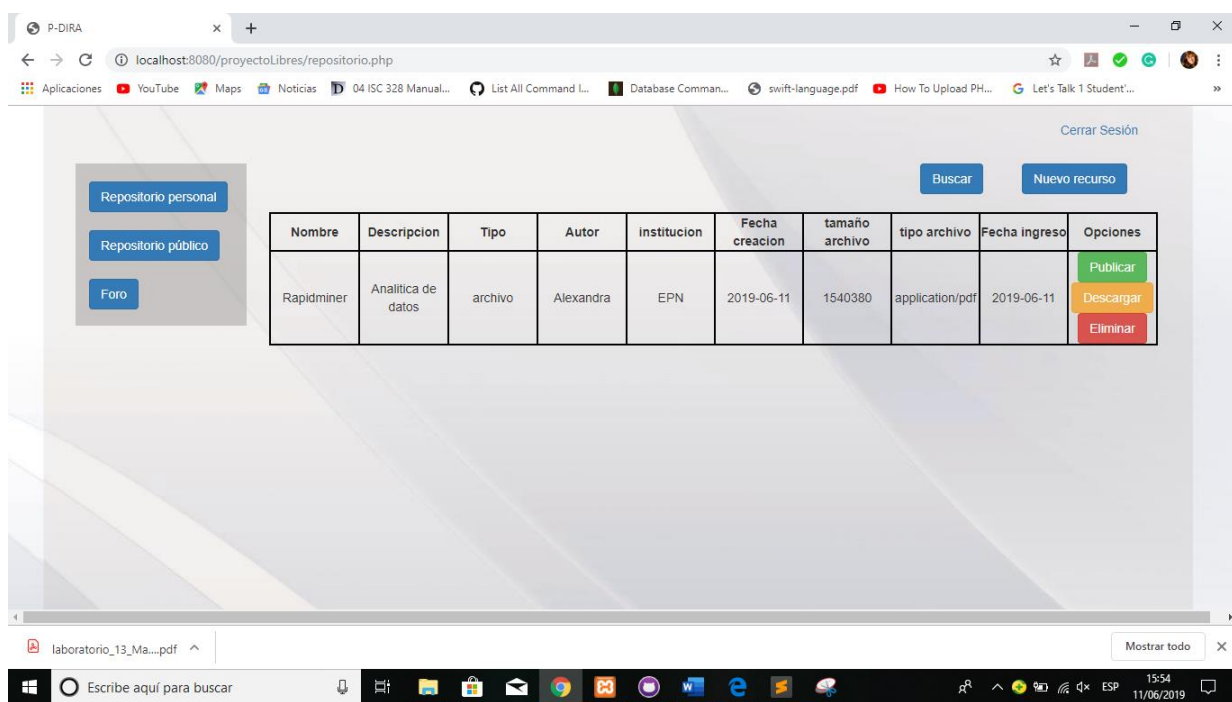 P-DIRA
localhost:8080/proyectoLibres/repositorio.php
Aplicaciones YouTube Maps Noticias 04 ISC 328 Manual... List All Command l... Database Comman... swift-language.pdf How To Upload PH... Let's Talk 1 Student'...
Cerrar Sesión
Buscar Nuevo recurso
Repositorio personal
Repositorio público
Foro
Nombre Descripcion Tipo Autor institucion Fecha creacion tamaño archivo tipo archivo Fecha ingreso Opciones
Rapidminer Analitica de datos archivo Alexandra EPN 2019-06-11 1540380 application/pdf 2019-06-11
Publicar
Descargar
Eliminar
laboratorio_13_Ma....pdf
Mostrar todo
Escribe aquí para buscar
ESP
15:54
11/06/2019